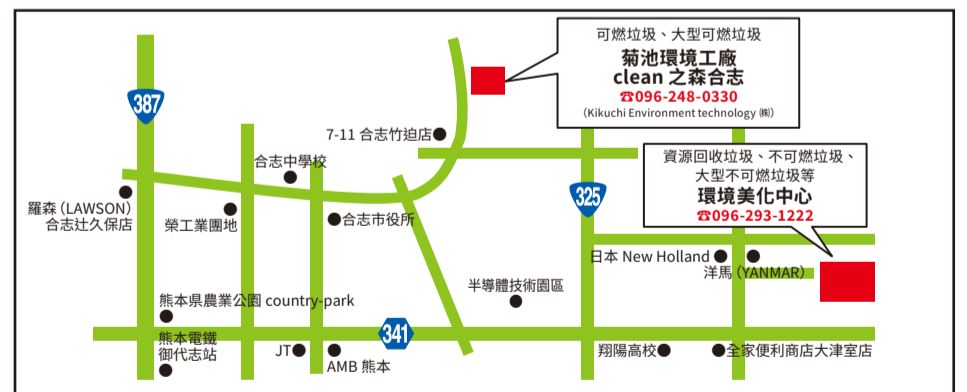 可燃垃圾、大型可燃垃圾
菊池環境工廠
clean 之森合志
☎096-248-0330
(Kikuchi Environment technology ㈱)
387
7-11 合志竹迫店
合志中學校
資源回收垃圾、不可燃垃圾、
大型不可燃垃圾等
環境美化中心
☎096-293-1222
325
羅森（LAWSON）
合志辻久保店
榮工業團地
合志市役所
日本 New Holland
洋馬（YANMAR）
半導體技術園區
熊本県農業公園 country-park
341
熊本電鐵
御代志站
JT
AMB 熊本
翔陽高校
全家便利商店大津室店